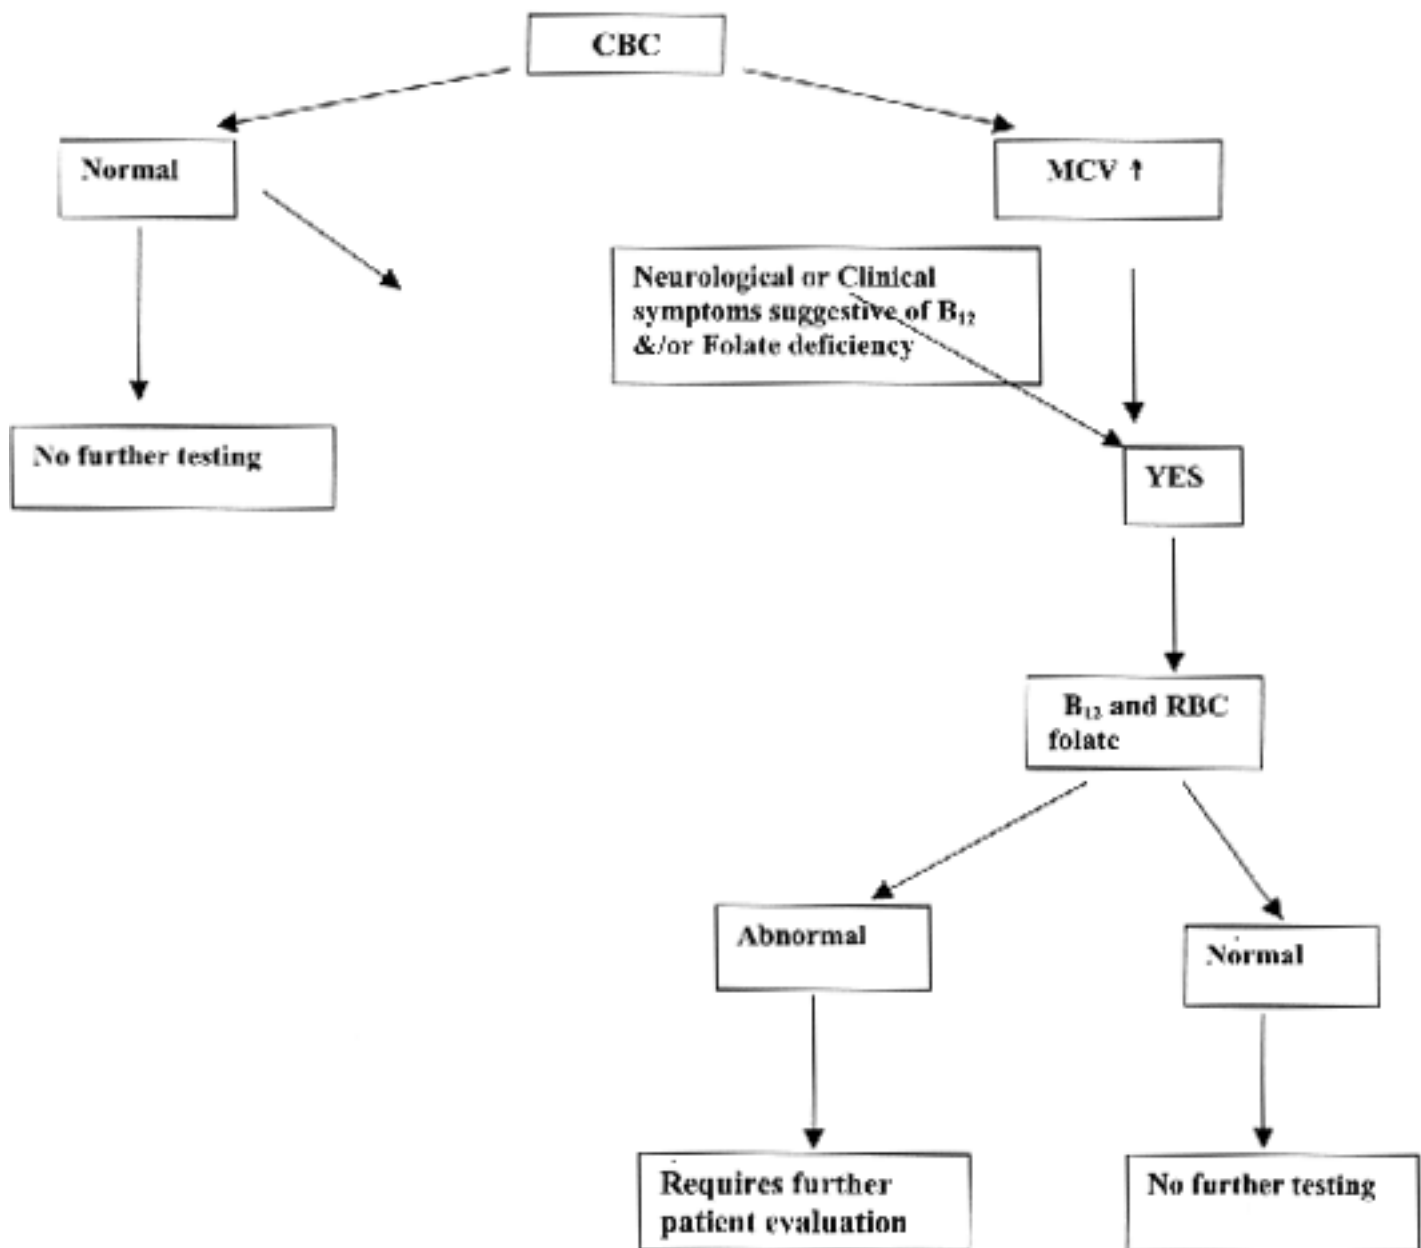 CBC
Normal
MCV ↑
Neurological or Clinical
symptoms suggestive of B₁₂
&/or Folate deficiency
No further testing
YES
B₁₂ and RBC
folate
Abnormal
Normal
Requires further
patient evaluation
No further testing